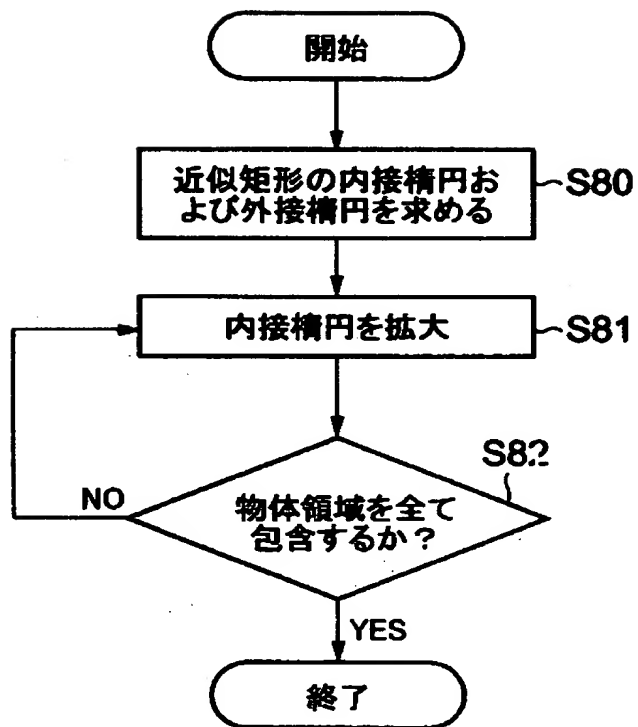 開始
近似矩形の内接楕円お
よび外接楕円を求める
S80
内接楕円を拡大
S81
S82
物体領域を全て
包含するか？
NO
YES
終了